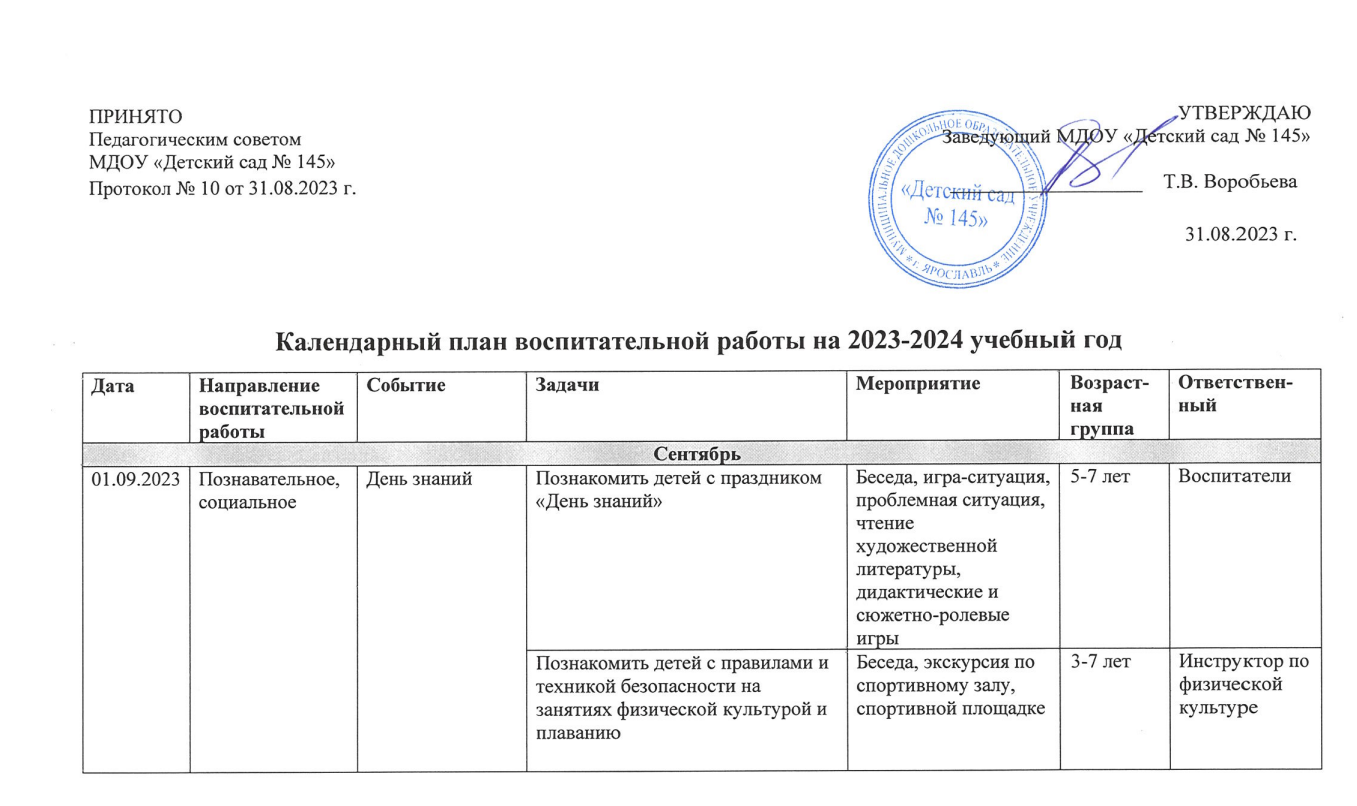 ПРИНЯТО
Педагогическим советом
МДОУ «Детский сад № 145»
Протокол № 10 от 31.08.2023 г.
УТВЕРЖДАЮ
Заведующий МДОУ «Детский сад № 145»
Т.В. Воробьева
31.08.2023 г.
МУНИЦИПАЛЬНОЕ ДОШКОЛЬНОЕ ОБРАЗОВАТЕЛЬНОЕ УЧРЕЖДЕНИЕ
* г. ЯРОСЛАВЛЬ *
«Детский сад
№ 145»
Календарный план воспитательной работы на 2023-2024 учебный год
Дата
Направление
воспитательной
работы
Событие
Задачи
Мероприятие
Возраст-
ная
группа
Ответствен-
ный
Сентябрь
01.09.2023
Познавательное,
социальное
День знаний
Познакомить детей с праздником
«День знаний»
Беседа, игра-ситуация,
проблемная ситуация,
чтение
художественной
литературы,
дидактические и
сюжетно-ролевые
игры
5-7 лет
Воспитатели
Познакомить детей с правилами и
техникой безопасности на
занятиях физической культурой и
плаванию
Беседа, экскурсия по
спортивному залу,
спортивной площадке
3-7 лет
Инструктор по
физической
культуре